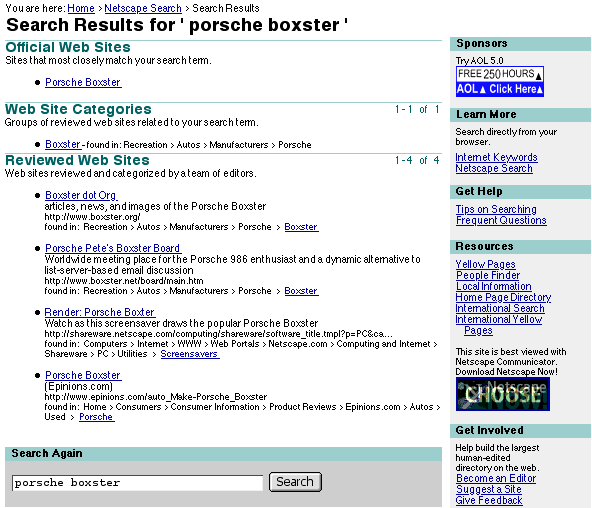 You are here: Home > Netscape Search > Search Results
Search Results for ' porsche boxster '
Official Web Sites
Sites that most closely match your search term.
Porsche Boxster
Web Site Categories 1-1 of 1
Groups of reviewed web sites related to your search term.
Boxster - found in: Recreation > Autos > Manufacturers > Porsche
Reviewed Web Sites 1-4 of 4
Web sites reviewed and categorized by a team of editors.
Boxster dot Org
articles, news, and images of the Porsche Boxster
http://www.boxster.org/
found in: Recreation > Autos > Manufacturers > Porsche > Boxster
Porsche Pete's Boxster Board
Worldwide meeting place for the Porsche 986 enthusiast and a dynamic alternative to
list-server-based email discussion
http://www.boxster.net/board/main.htm
found in: Recreation > Autos > Manufacturers > Porsche > Boxster
Render: Porsche Boxter
Watch as this screensaver draws the popular Porsche Boxster
http://shareware.netscape.com/computing/shareware/software_title.tmpl?p=PC&ca...
found in: Computers > Internet > WWW > Web Portals > Netscape.com > Computing and Internet >
Shareware > PC > Utilities > Screensavers
Porsche Boxster
(Epinions.com)
http://www.epinions.com/auto_Make-Porsche_Boxster
found in: Home > Consumers > Consumer Information > Product Reviews > Epinions.com > Autos >
Used > Porsche
Search Again
porsche boxster Search
Sponsors
Try AOL 5.0
FREE 250 HOURS
AOL Click Here
Learn More
Search directly from your
browser.
Internet Keywords
Netscape Search
Get Help
Tips on Searching
Frequent Questions
Resources
Yellow Pages
People Finder
Local Information
Home Page Directory
International Search
International Yellow
Pages
This site is best viewed with
Netscape Communicator.
Download Netscape Now!
Netscape
CHOOSE
Get Involved
Help build the largest
human-edited
directory on the web.
Become an Editor
Suggest a Site
Give Feedback